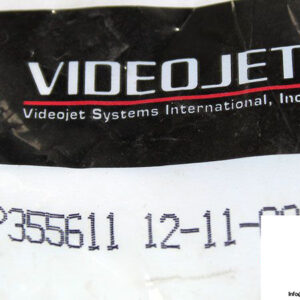 VIDEOJET
Videojet Systems International, Inc
P355611 12-11-